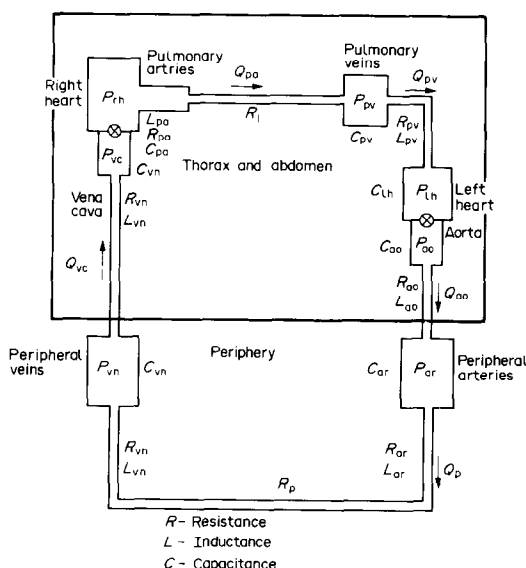 Pulmonary
artries
Q_pa
Pulmonary
veins
Q_pv
Right
heart
P_rh
L_pa
R_pa
C_pa
R_l
P_pv
C_pv
R_pv
L_pv
P_vc
C_vn
Thorax and abdomen
Vena
cava
R_vn
L_vn
Q_vc
C_lh
P_lh
Left
heart
Aorta
C_ao
P_ao
R_ao
L_ao
Q_ao
Peripheral
veins
P_vn
C_vn
Periphery
C_ar
P_ar
Peripheral
arteries
R_vn
L_vn
R_p
R_ar
L_ar
Q_p
R - Resistance
L - Inductance
C - Capacitance